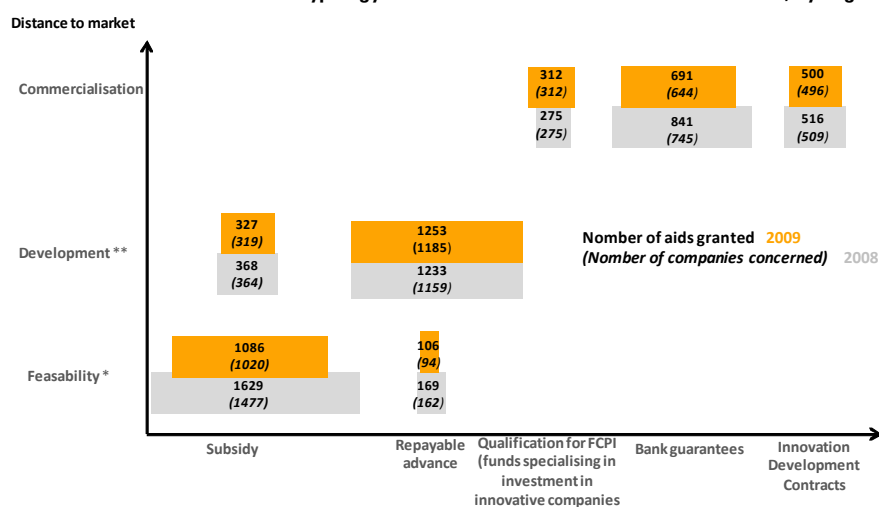 Distance to market
Commercialisation
312
(312)
275
(275)
691
(644)
841
(745)
500
(496)
516
(509)
Development **
327
(319)
368
(364)
1253
(1185)
1233
(1159)
Nomber of aids granted 2009
(Number of companies concerned) 2008
Feasability *
1086
(1020)
1629
(1477)
106
(94)
169
(162)
Subsidy
Repayable
advance
Qualification for FCPI
(funds specialising in
investment in
innovative companies
Bank guarantees
Innovation
Development
Contracts